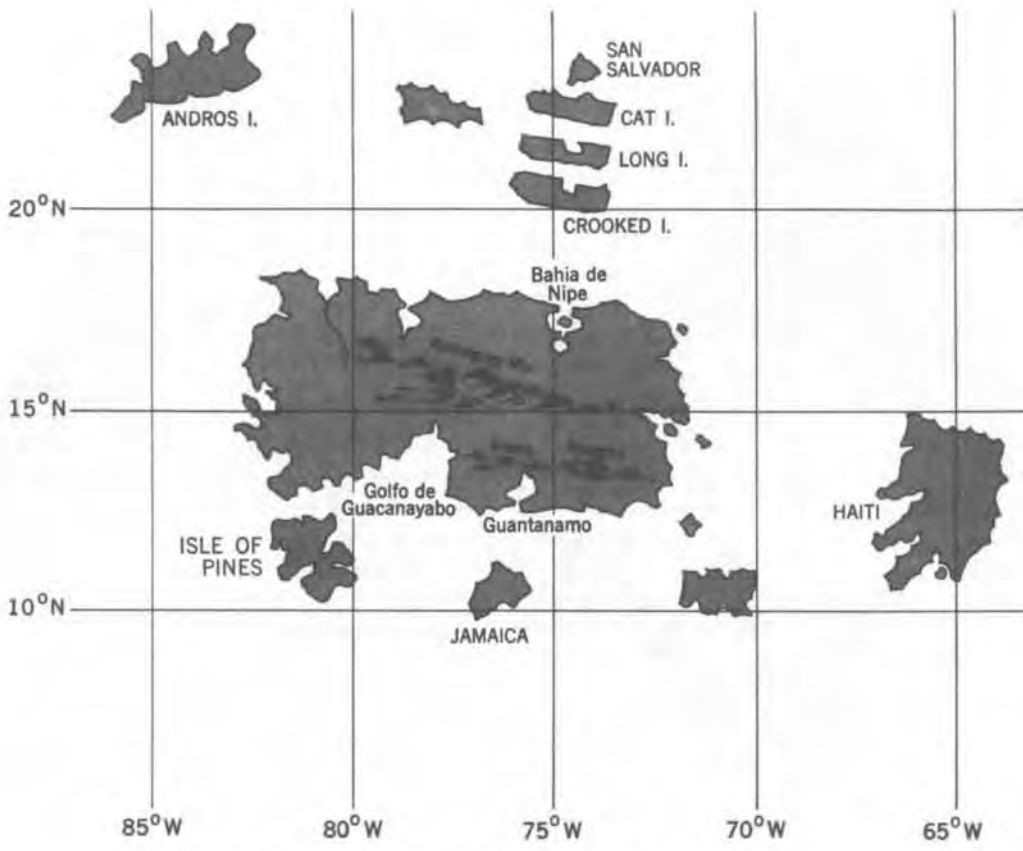 SAN
SALVADOR
ANDROS I.
CAT I.
LONG I.
20°N
CROOKED I.
Bahia de
Nipe
15°N
Golfo de
Guacanayabo
Guantanamo
HAITI
ISLE OF
PINES
10°N
JAMAICA
85°W
80°W
75°W
70°W
65°W